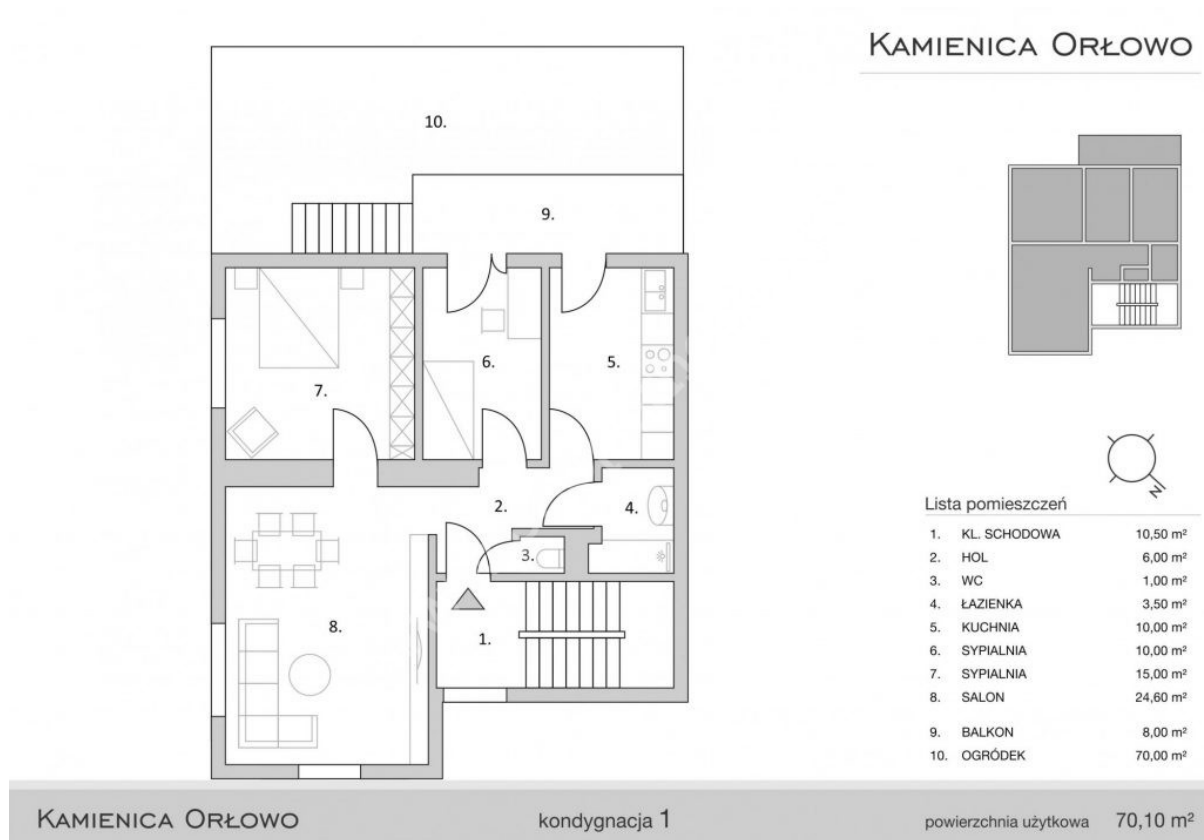 KAMIENICA ORŁOWO
10.
9.
7.
6.
5.
2.
4.
3.
8.
1.
N
Lista pomieszczeń
1. KL. SCHODOWA 10,50 m²
2. HOL 6,00 m²
3. WC 1,00 m²
4. ŁAZIENKA 3,50 m²
5. KUCHNIA 10,00 m²
6. SYPIALNIA 10,00 m²
7. SYPIALNIA 15,00 m²
8. SALON 24,60 m²
9. BALKON 8,00 m²
10. OGRÓDEK 70,00 m²
KAMIENICA ORŁOWO kondygnacja 1 powierzchnia użytkowa 70,10 m²